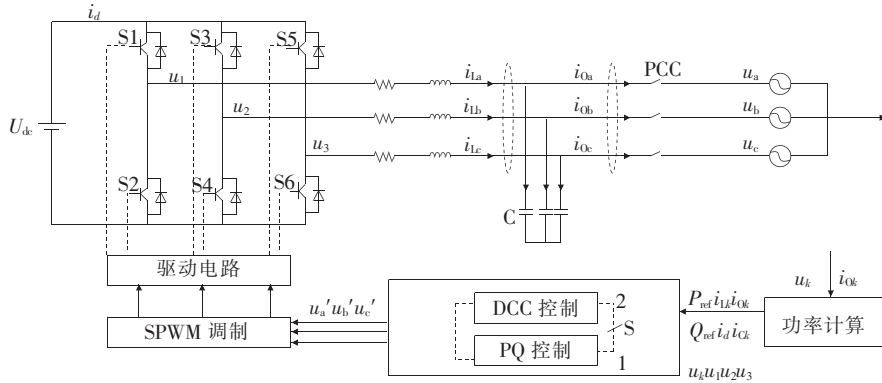 i_d
S1 S3 S5
u_1
i_La i_Oa PCC u_a
U_dc
u_2
i_Lb i_Ob u_b
u_3
i_Lc i_Oc u_c
S2 S4 S6
C
驱动电路
u_k i_Ok
u_a′u_b′u_c′
DCC 控制 2
P_ref i_Lk i_Ok
SPWM 调制
S
功率计算
PQ 控制 1
Q_ref i_d i_Ck
u_k u_1 u_2 u_3